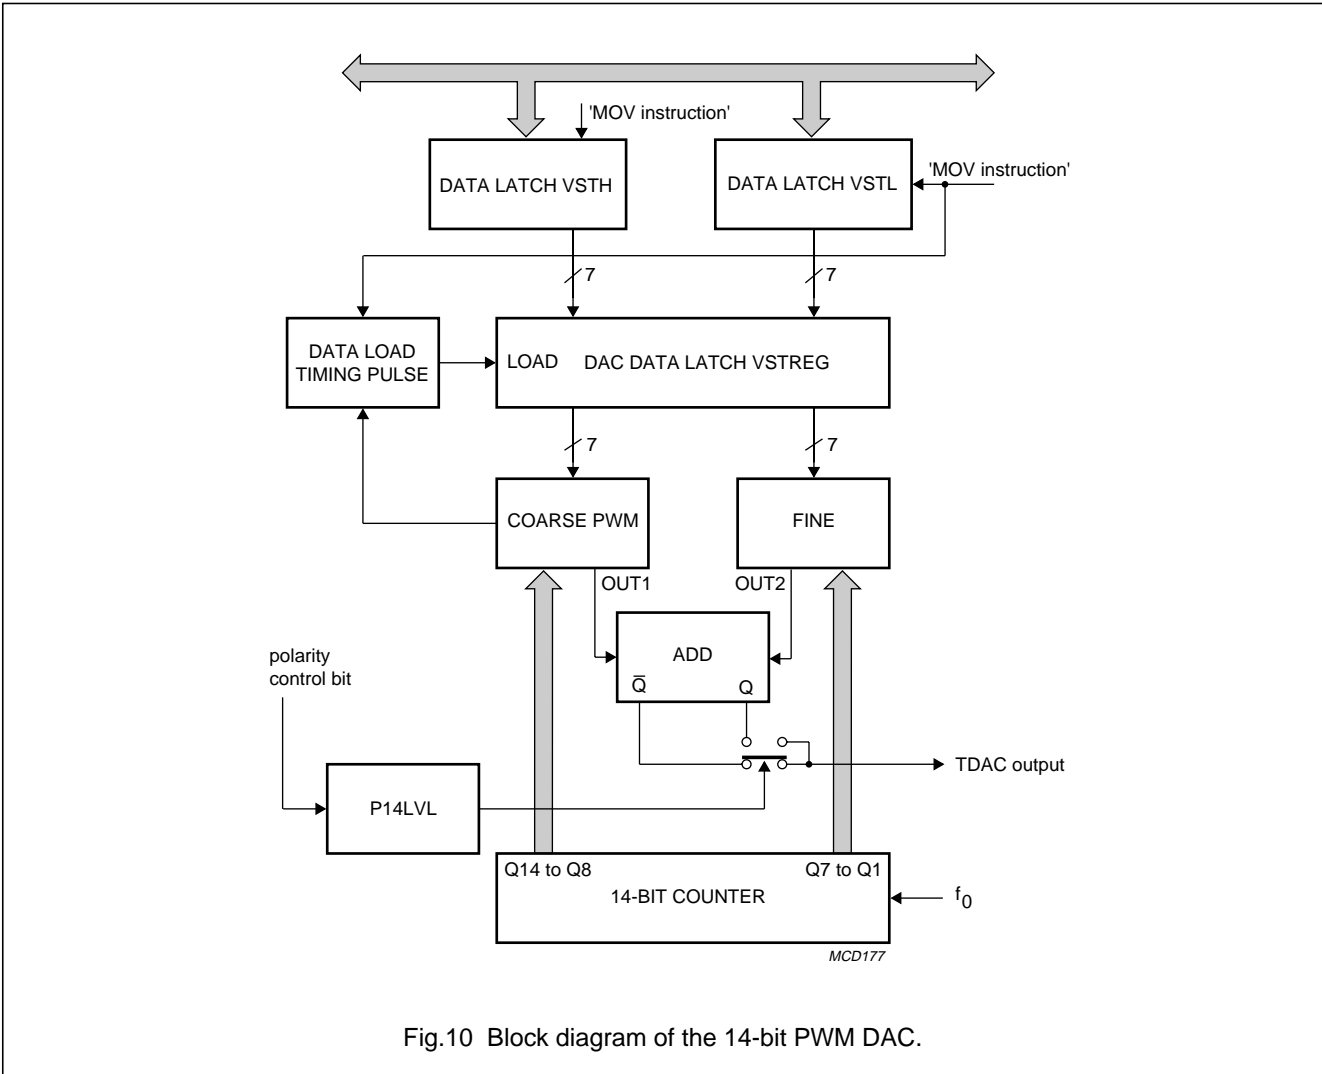 'MOV instruction'
DATA LATCH VSTH
DATA LATCH VSTL
'MOV instruction'
7
7
DATA LOAD
TIMING PULSE
LOAD
DAC DATA LATCH VSTREG
7
7
COARSE PWM
FINE
OUT1
OUT2
ADD
Q̅
Q
polarity
control bit
TDAC output
P14LVL
Q14 to Q8
Q7 to Q1
14-BIT COUNTER
f0
MCD177
Fig.10 Block diagram of the 14-bit PWM DAC.